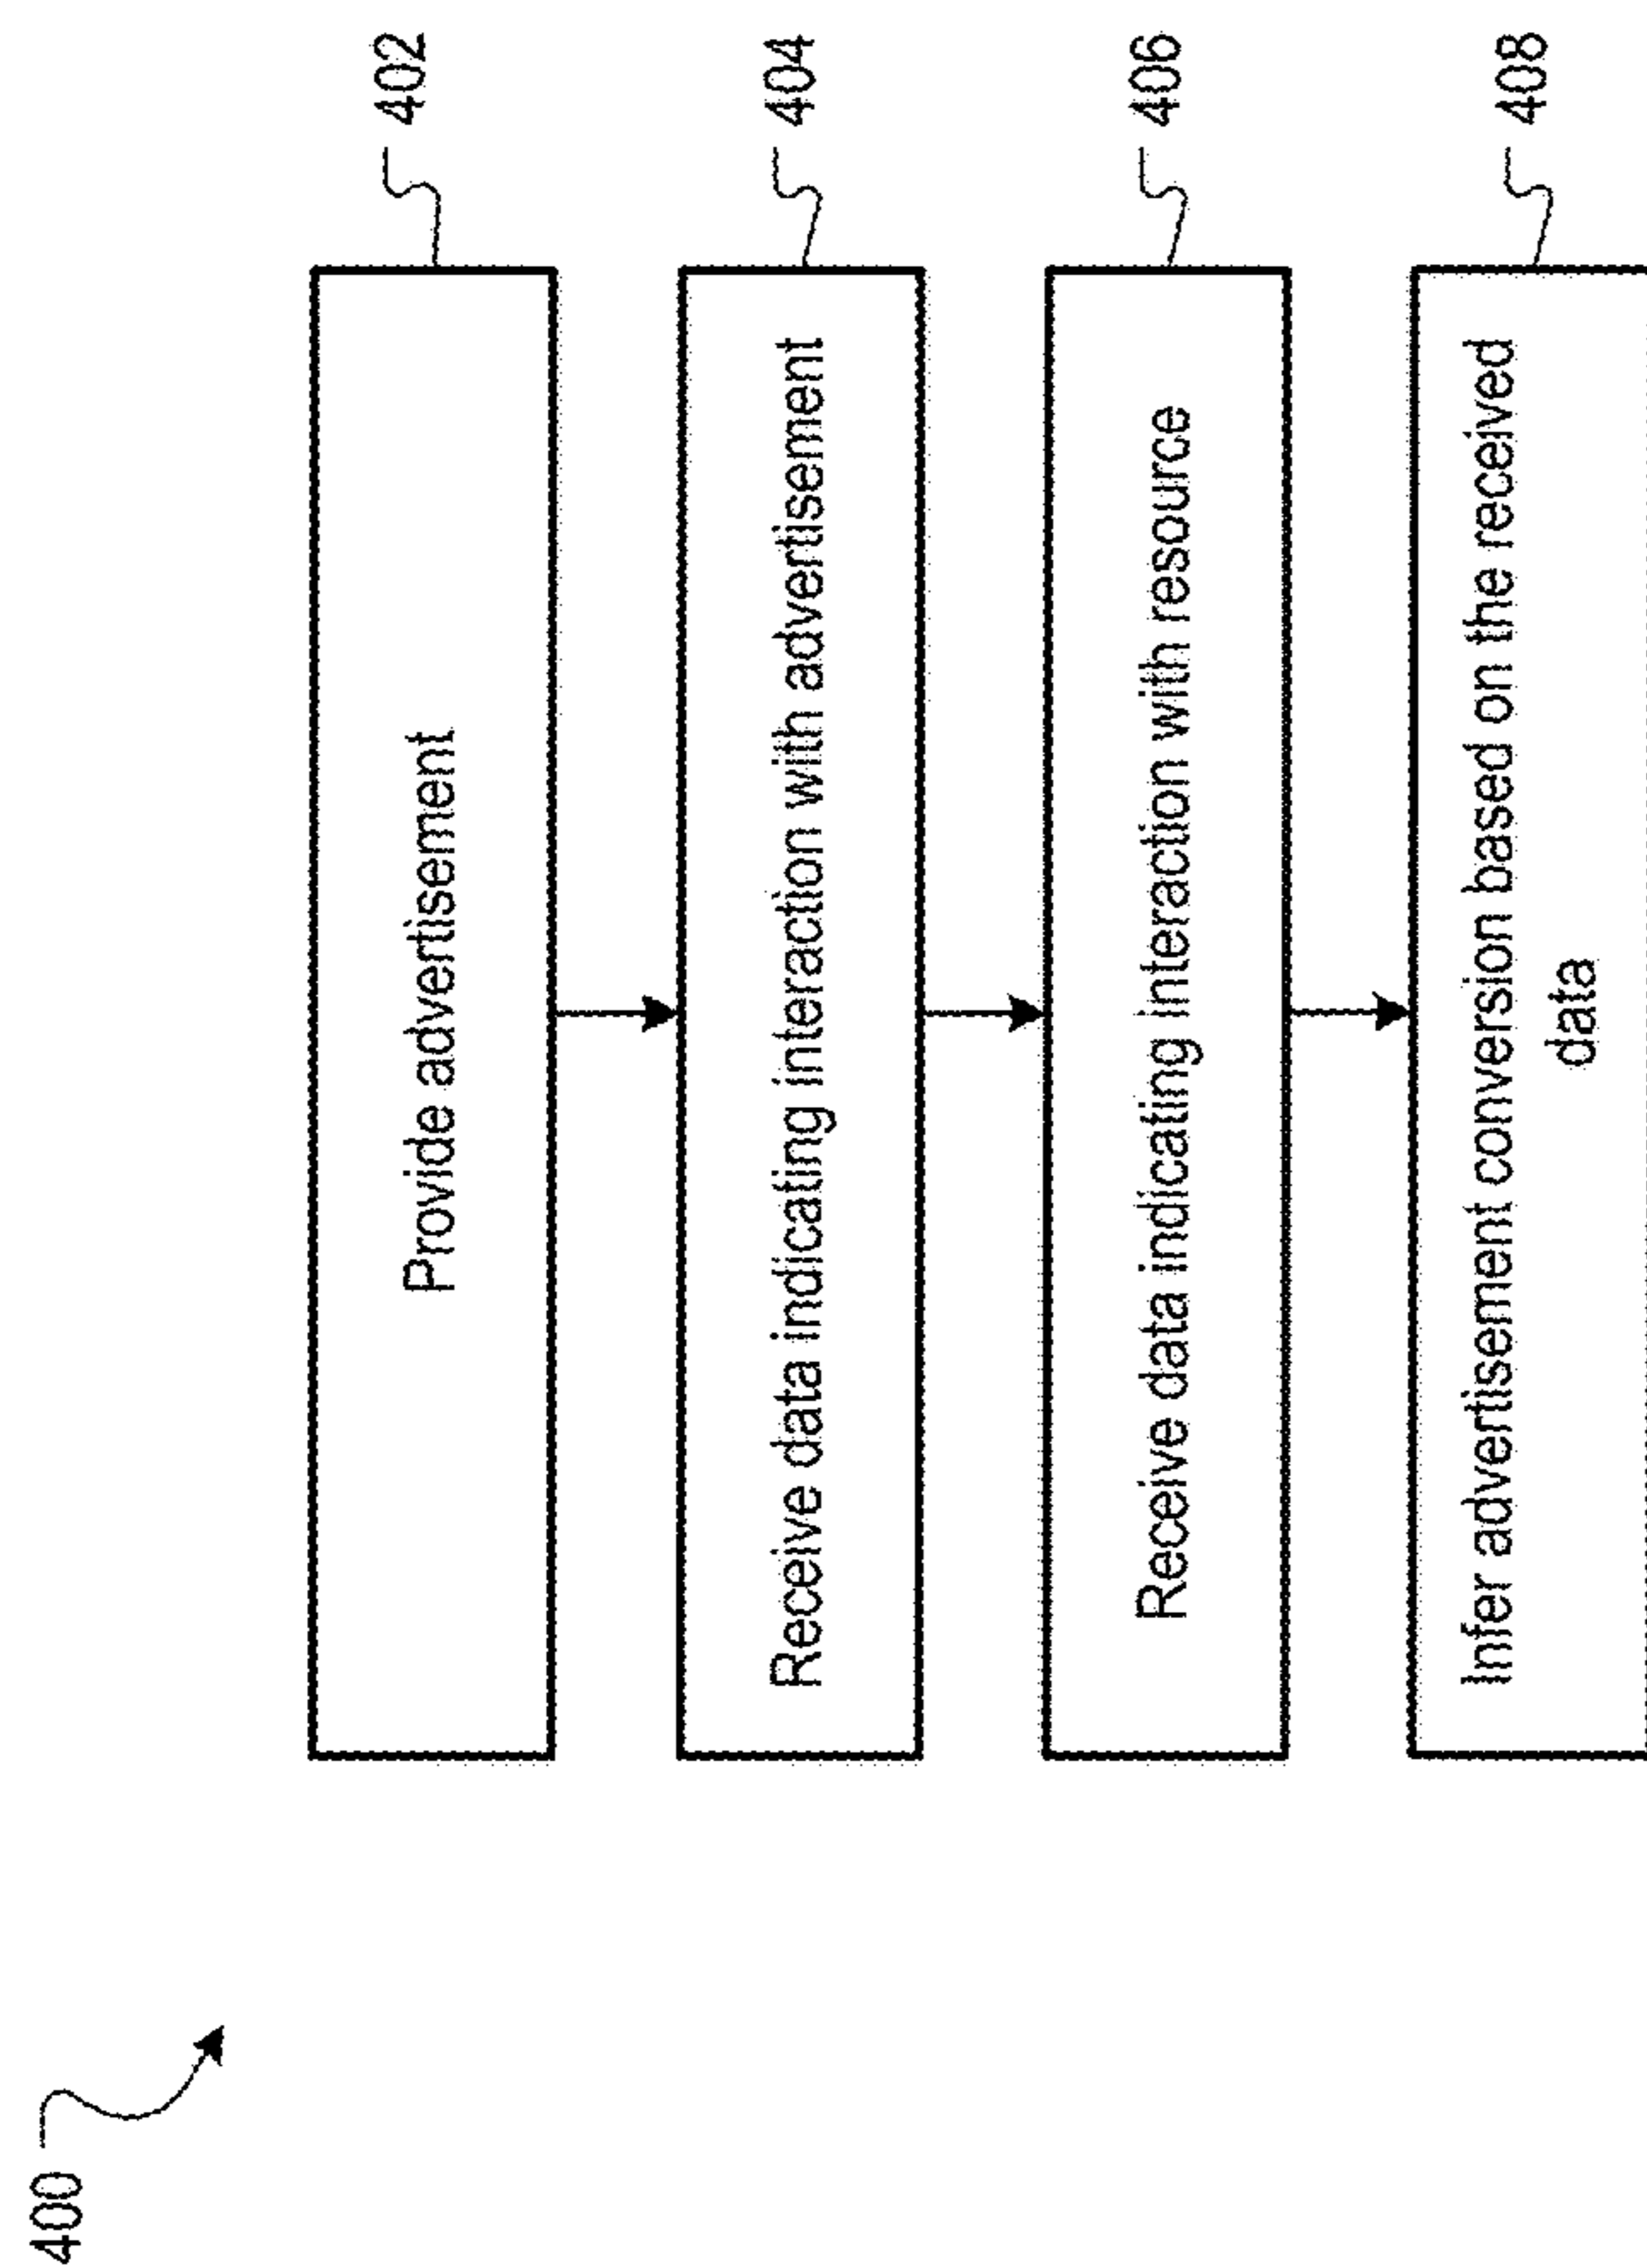 400
Provide advertisement
402
Receive data indicating interaction with advertisement
404
Receive data indicating interaction with resource
406
Infer advertisement conversion based on the received
data
408